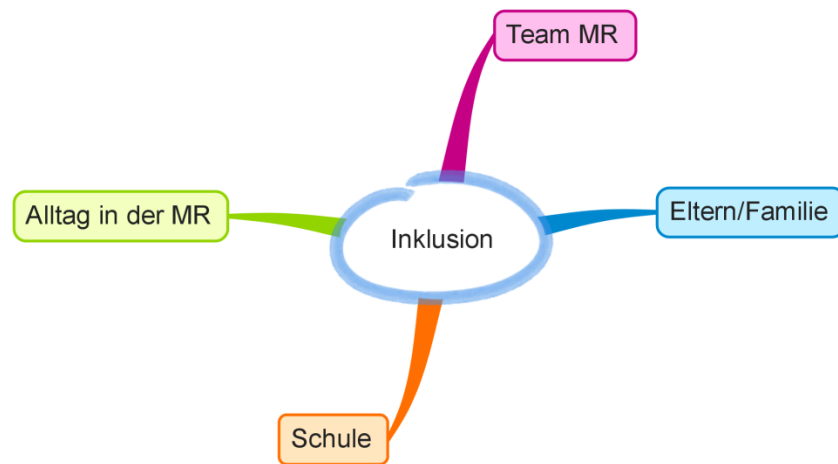 Team MR
Alltag in der MR
Eltern/Familie
Inklusion
Schule